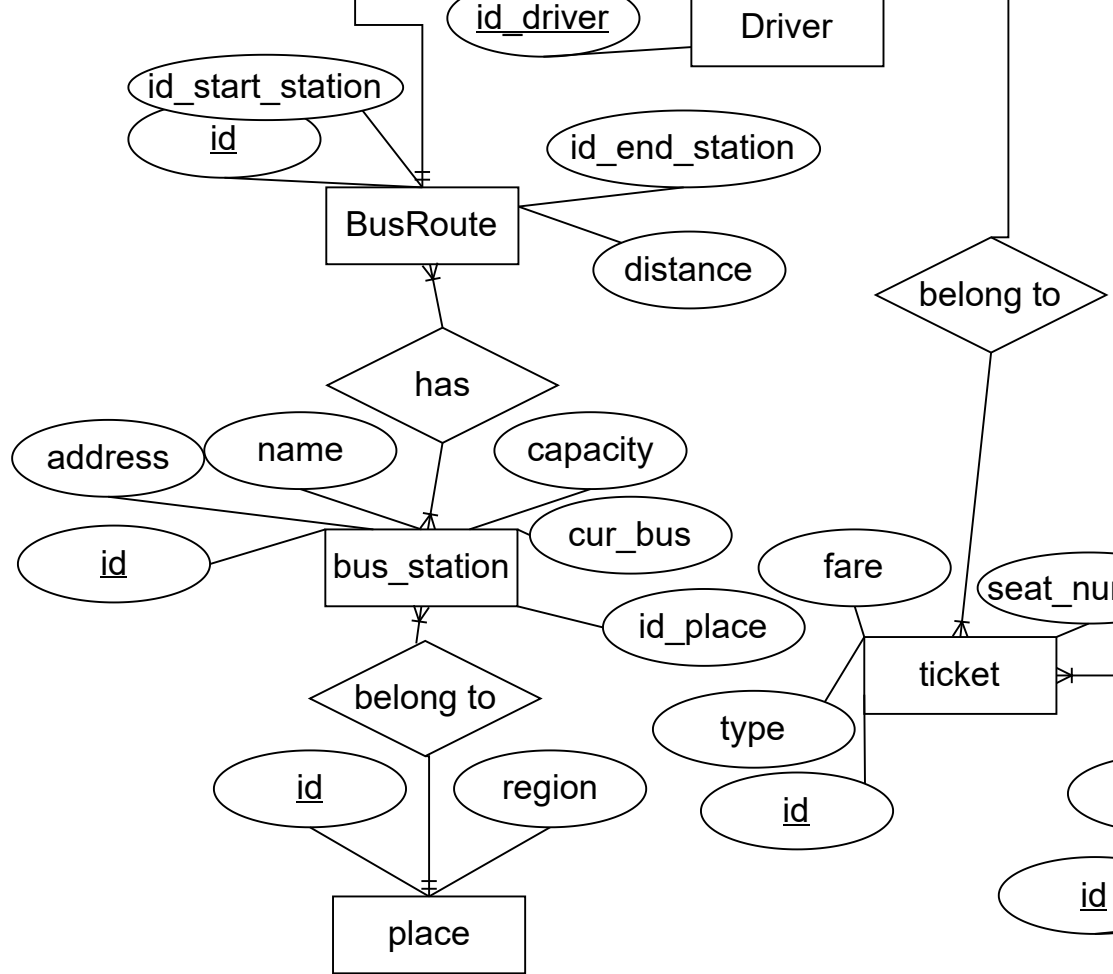 id_driver
Driver
id_start_station
id
id_end_station
BusRoute
distance
belong to
has
address
name
capacity
cur_bus
id
bus_station
fare
id_place
ticket
belong to
type
id
region
id
id
place